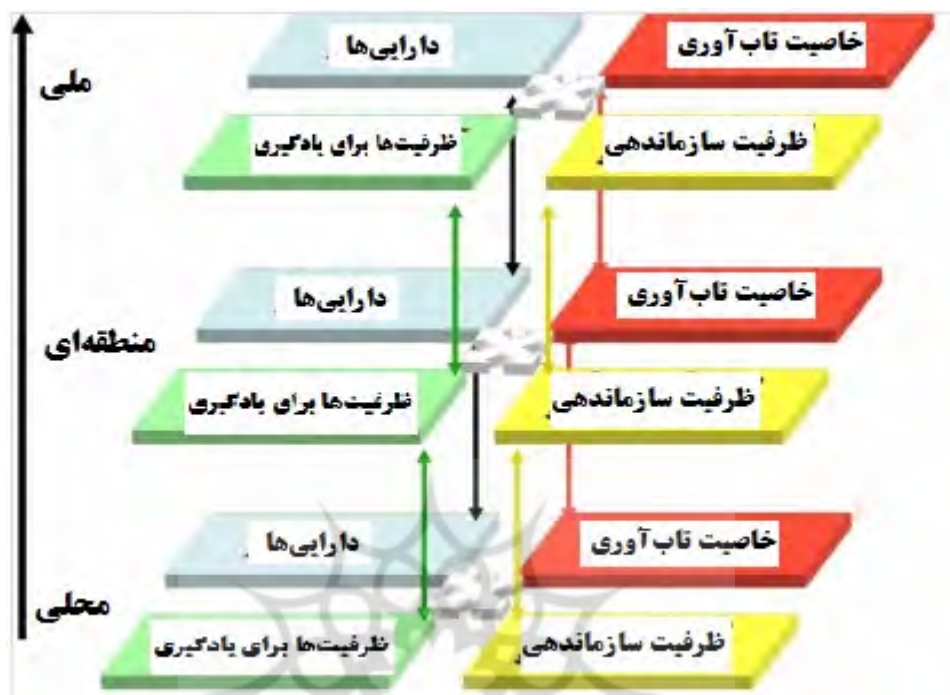 خاصیت تاب‌آوری
دارایی‌ها
ملی
ظرفیت سازماندهی
ظرفیت‌ها برای یادگیری
خاصیت تاب‌آوری
دارایی‌ها
منطقه‌ای
ظرفیت سازماندهی
ظرفیت‌ها برای یادگیری
خاصیت تاب‌آوری
دارایی‌ها
محلی
ظرفیت سازماندهی
ظرفیت‌ها برای یادگیری